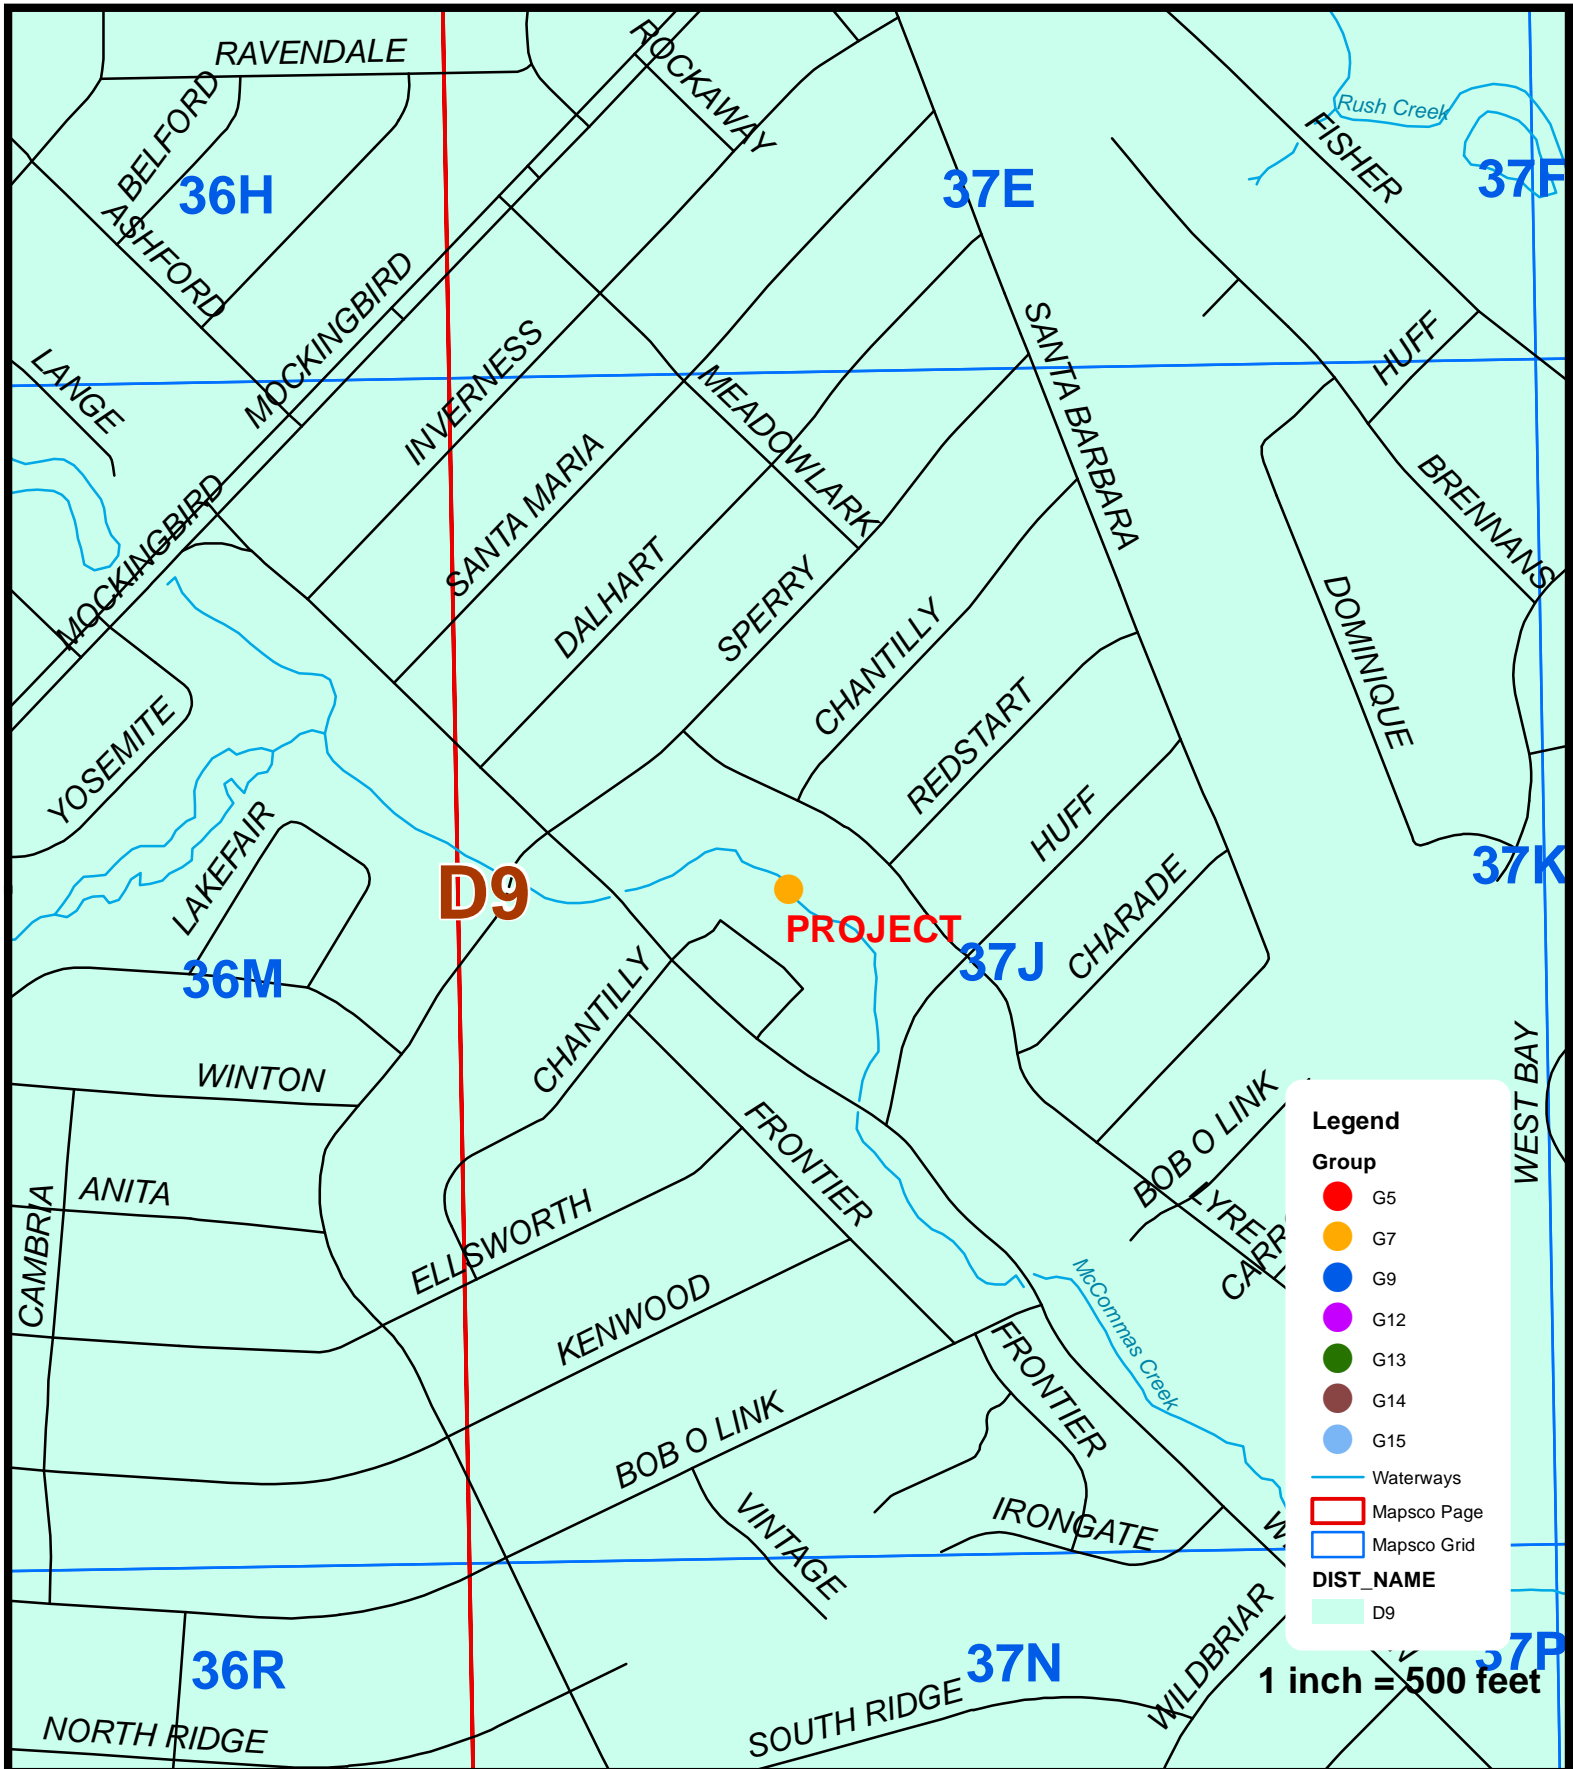 RAVENDALE
ROCKAWAY
BELFORD
Rush Creek
FISHER
36H
37E
37F
ASHFORD
MOCKINGBIRD
LANGE
INVERNESS
SANTA BARBARA
HUFF
MEADOWLARK
SANTA MARIA
BRENNANS
MOCKINGBIRD
DALHART
SPERRY
CHANTILLY
DOMINIQUE
YOSEMITE
REDSTART
HUFF
LAKEFAIR
D9
PROJECT
37K
CHARADE
37J
36M
CHANTILLY
WINTON
WEST BAY
FRONTIER
BOB O LINK
ANITA
CAMBRIA
LYRE
ELLSWORTH
McCommas Creek
KENWOOD
FRONTIER
BOB O LINK
VINTAGE
IRONGATE
WILDBRIAR
36R
37N
37P
NORTH RIDGE
SOUTH RIDGE
Legend
Group
G5
G7
G9
G12
G13
G14
G15
Waterways
Mapsco Page
Mapsco Grid
DIST_NAME
D9
1 inch = 500 feet